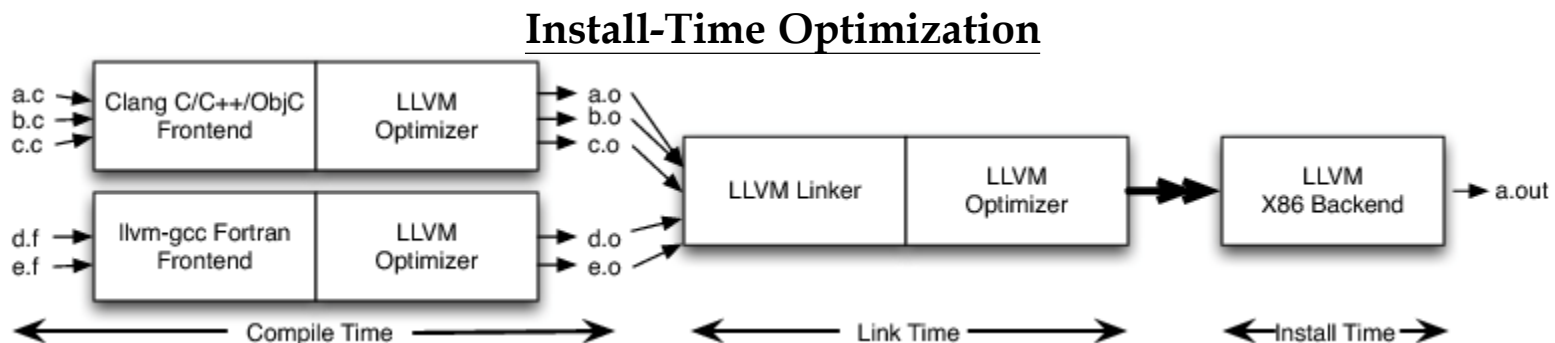 Install-Time Optimization
a.c
b.c
c.c
Clang C/C++/ObjC
Frontend
LLVM
Optimizer
a.o
b.o
c.o
d.f
e.f
llvm-gcc Fortran
Frontend
LLVM
Optimizer
d.o
e.o
LLVM Linker
LLVM
Optimizer
LLVM
X86 Backend
a.out
Compile Time
Link Time
Install Time